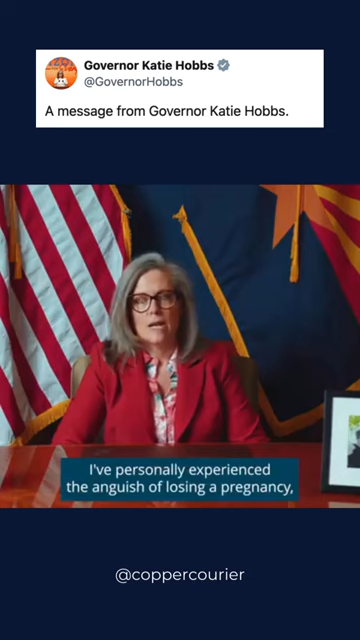 Governor Katie Hobbs
@GovernorHobbs
A message from Governor Katie Hobbs.
I've personally experienced
the anguish of losing a pregnancy,
@coppercourier